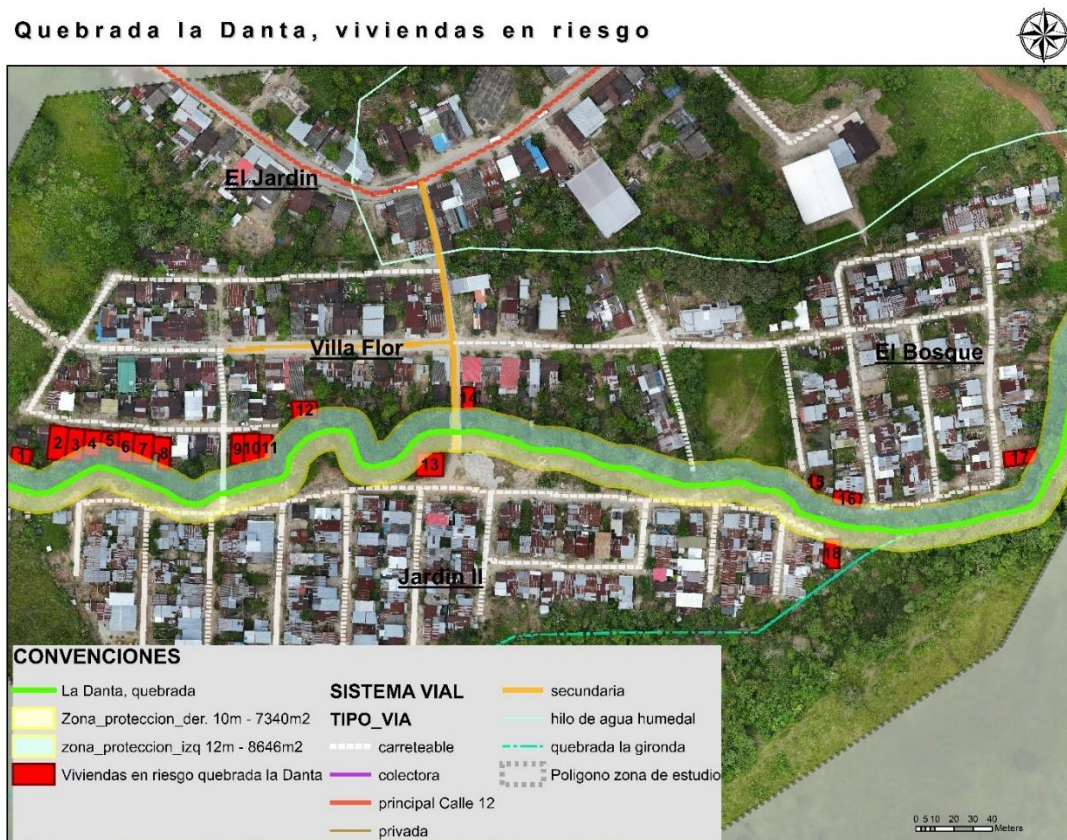 Quebrada la Danta, viviendas en riesgo
El Jardin
Villa Flor
El Bosque
14
12
1
2
3
4
5
6
7
8
9
10
11
13
15
16
17
18
Jardin II
CONVENCIONES
La Danta, quebrada
Zona_proteccion_der. 10m - 7340m2
zona_proteccion_izq 12m - 8646m2
Viviendas en riesgo quebrada la Danta
SISTEMA VIAL
TIPO_VIA
carreteable
colectora
principal Calle 12
privada
secundaria
hilo de agua humedal
quebrada la gironda
Poligono zona de estudio
0 5 10 20 30 40
Meters